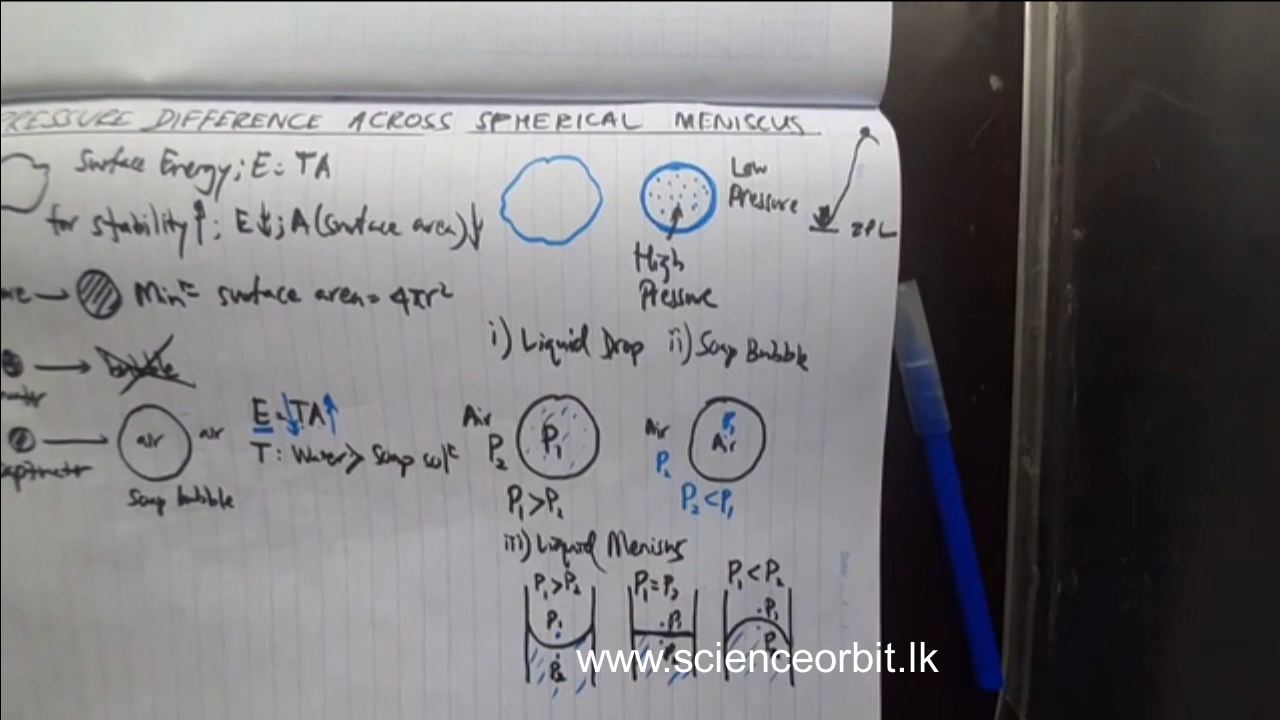 PRESSURE DIFFERENCE ACROSS SPHERICAL MENISCUS
Surface Energy; E = TA
for stability↑; E↓; A (surface area)↓
Low
Pressure
ZPL
High
Pressure
Minᵐ surface area = 4πr²
i) Liquid Drop ii) Soap Bubble
bubble
air air
Soap bubble
E = ↓TA↑
T : Water > Soap solⁿ
Air
P₂
P₁
P₁>P₂
Air
P₂
P₁
Air
P₂<P₁
iii) Liquid Meniscus
P₁>P₂ P₁=P₂ P₁<P₂
P₁ P₁ P₁
P₂ P₂
www.scienceorbit.lk